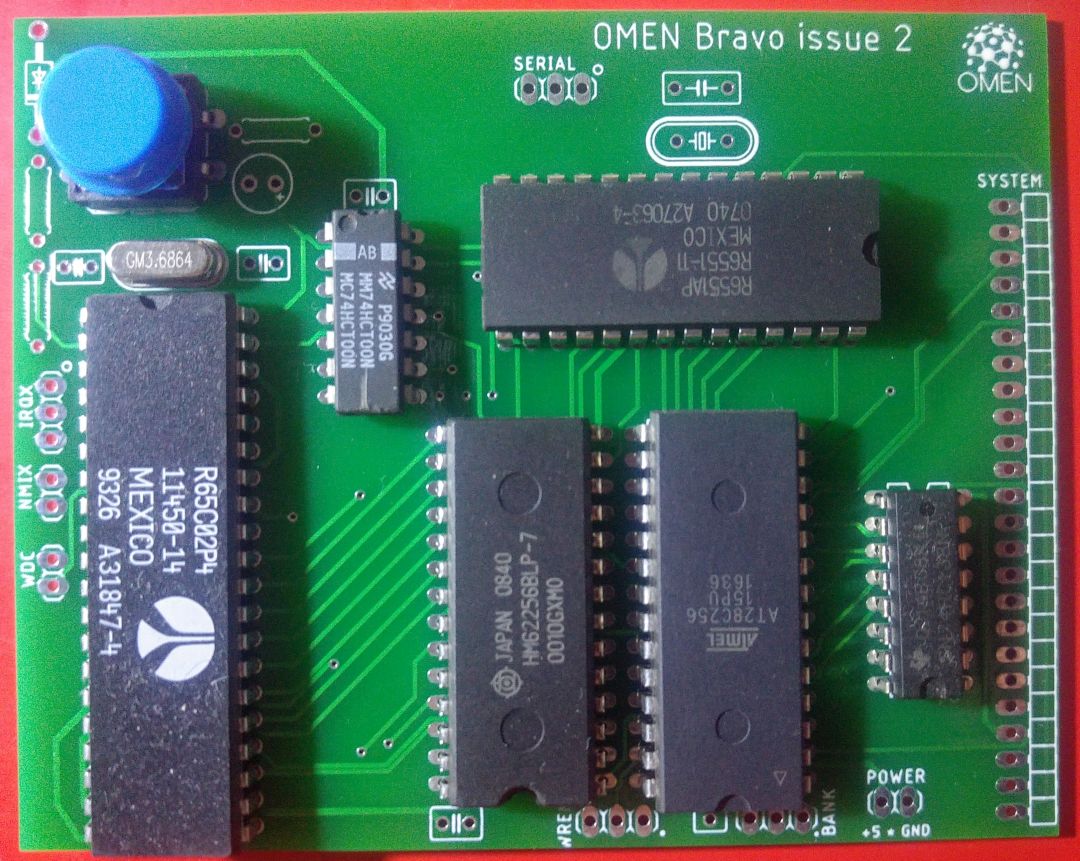 OMEN Bravo issue 2
OMEN
SERIAL
SYSTEM
GM3.6864
AB
P9030G
MM74HCT00N
MC74HCT00N
R6551AP
R6551-11
MEXICO
0740 A27063-4
IRQX
NMIX
WDC
R65C02P4
11450-14
MEXICO
9326 A31847-4
JAPAN 0840
HM62256BLP-7
0010GXM0
ATMEL
AT28C256
15PU
1636
POWER
+5 * GND
BANK